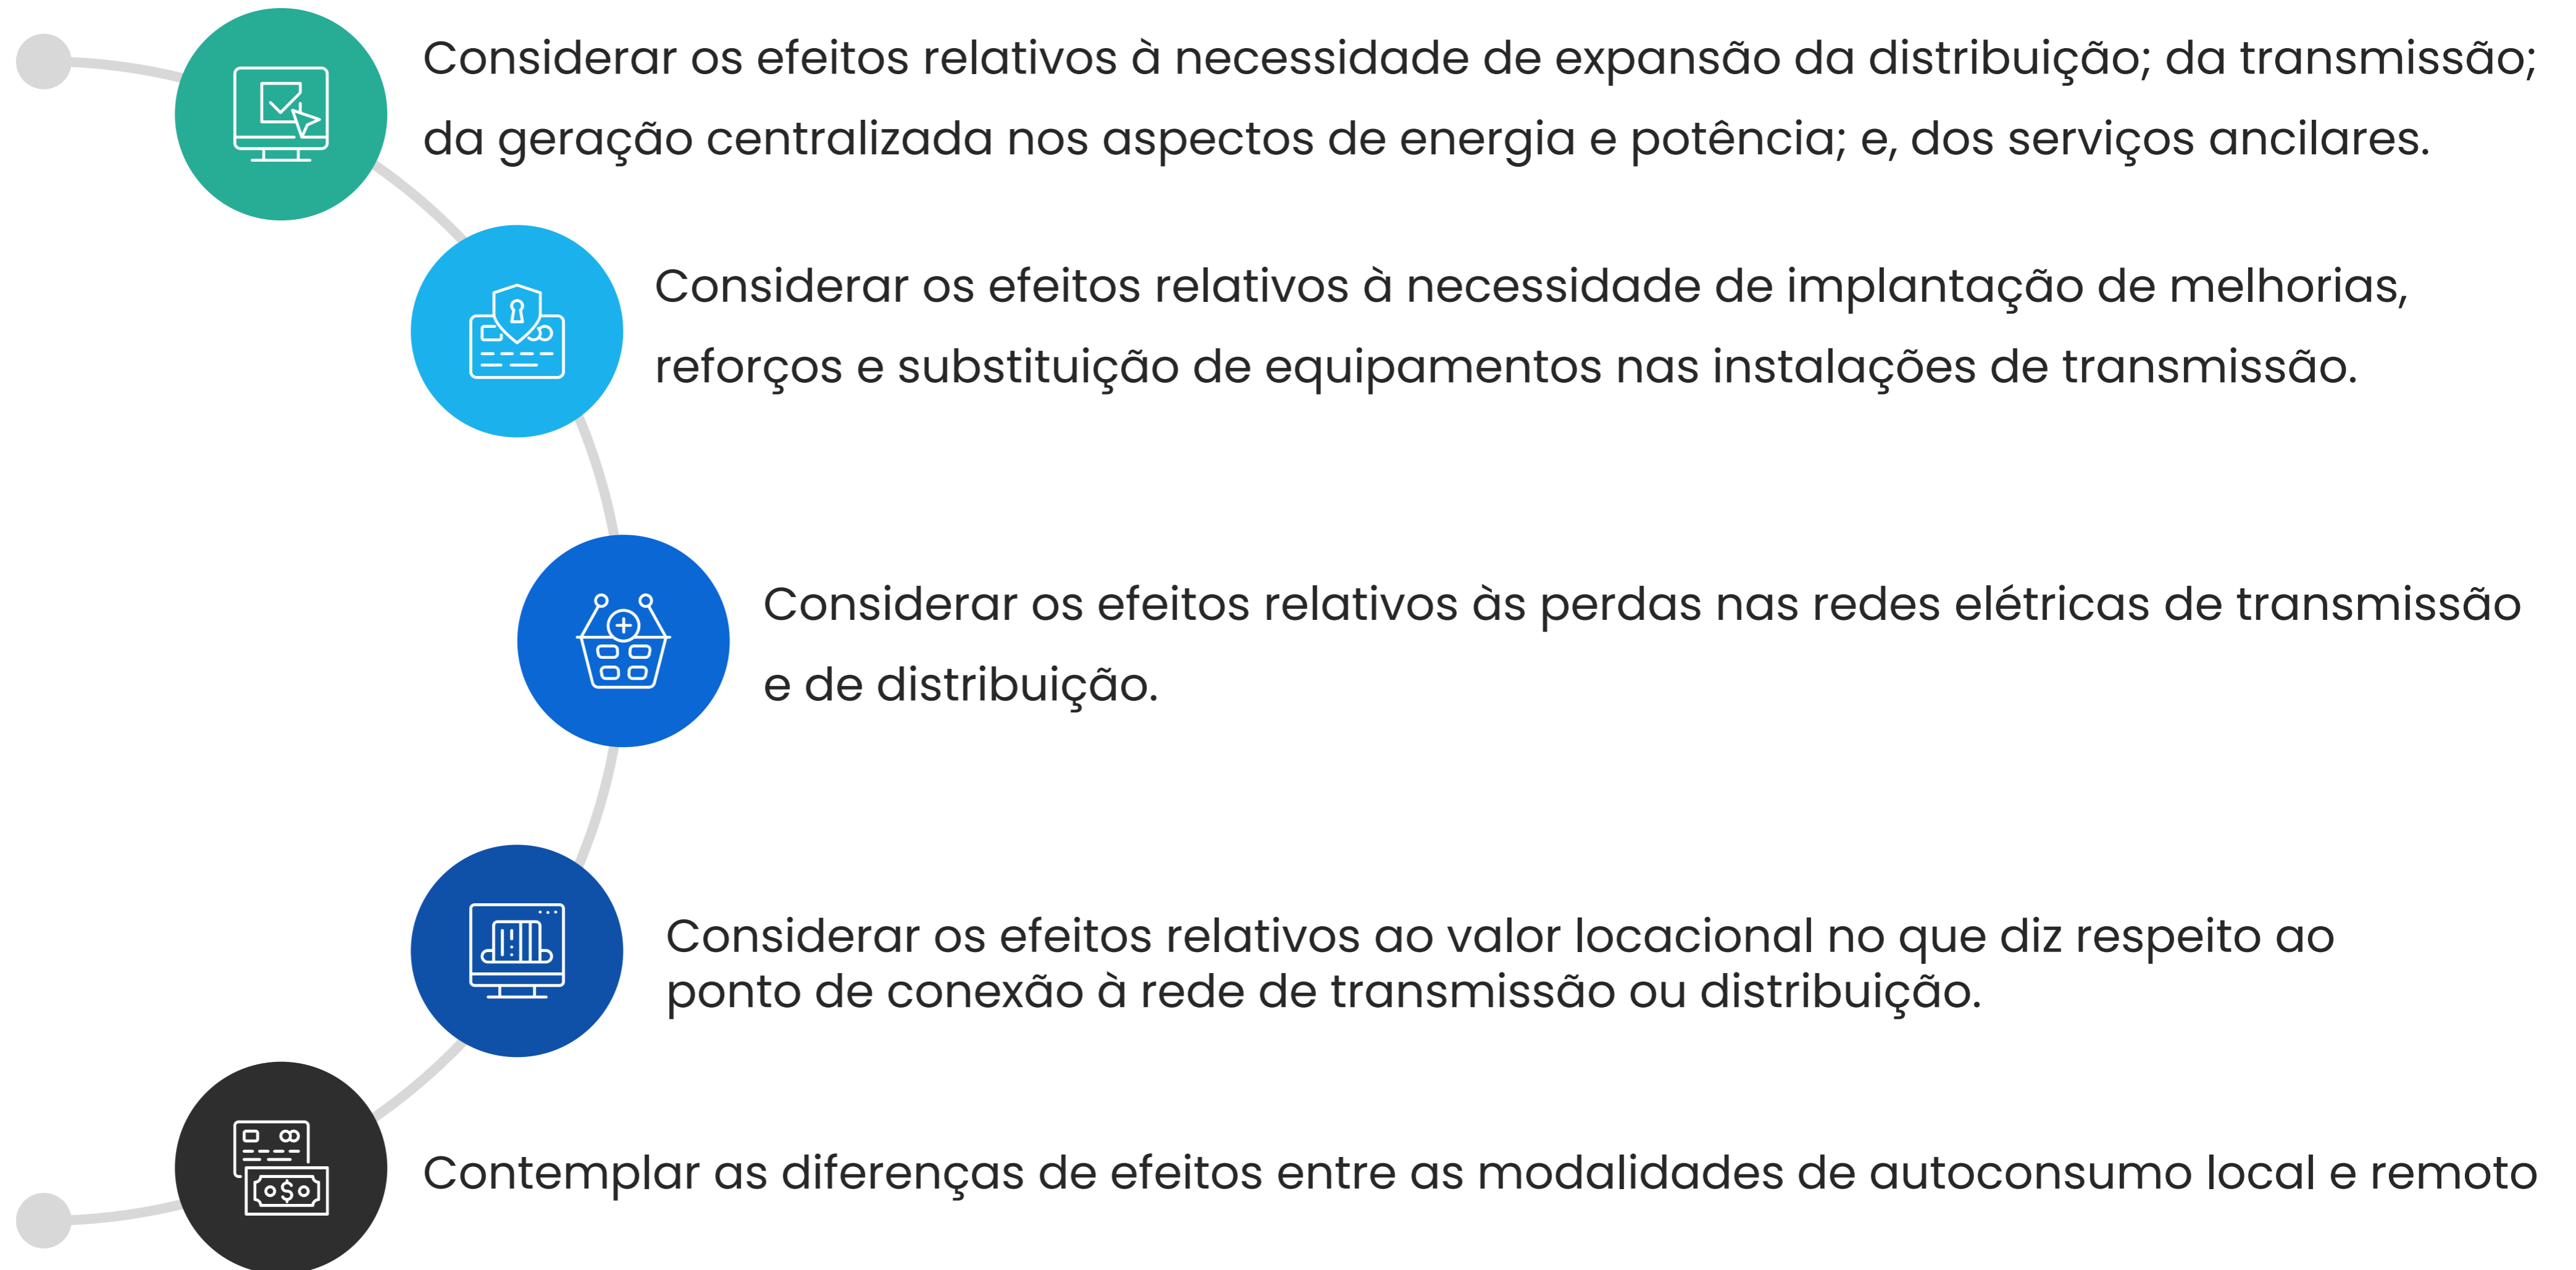 Considerar os efeitos relativos à necessidade de expansão da distribuição; da transmissão;
da geração centralizada nos aspectos de energia e potência; e, dos serviços ancilares.
Considerar os efeitos relativos à necessidade de implantação de melhorias,
reforços e substituição de equipamentos nas instalações de transmissão.
Considerar os efeitos relativos às perdas nas redes elétricas de transmissão
e de distribuição.
Considerar os efeitos relativos ao valor locacional no que diz respeito ao
ponto de conexão à rede de transmissão ou distribuição.
Contemplar as diferenças de efeitos entre as modalidades de autoconsumo local e remoto